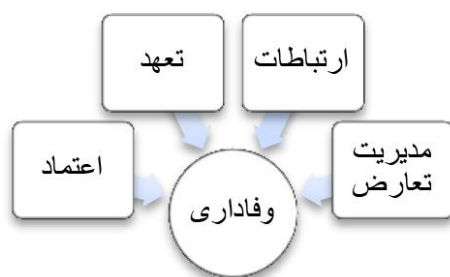 ارتباطات
تعهد
مدیریت
تعارض
اعتماد
وفاداری